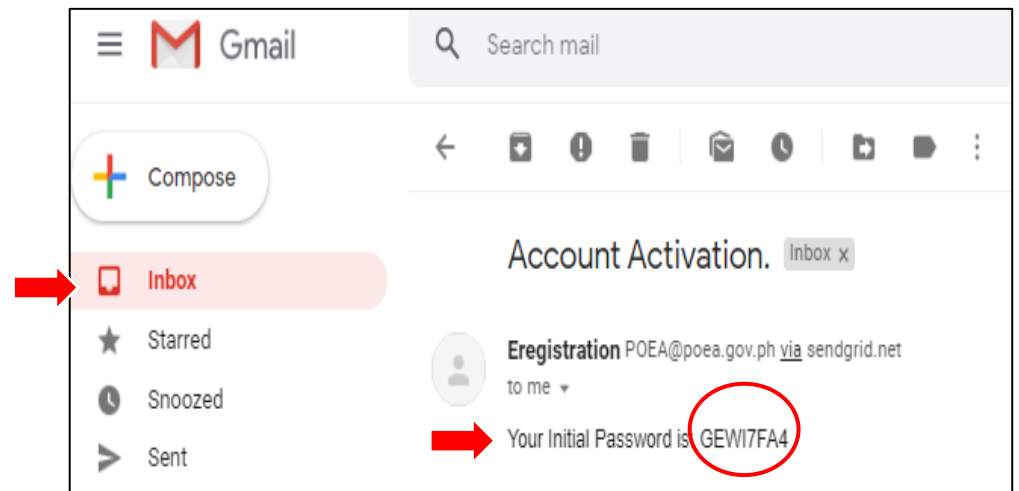 Gmail
Search mail
Compose
Account Activation. Inbox x
Inbox
Starred
Eregistration POEA@poea.gov.ph via sendgrid.net
to me
Snoozed
Your Initial Password is: GEWI7FA4
Sent